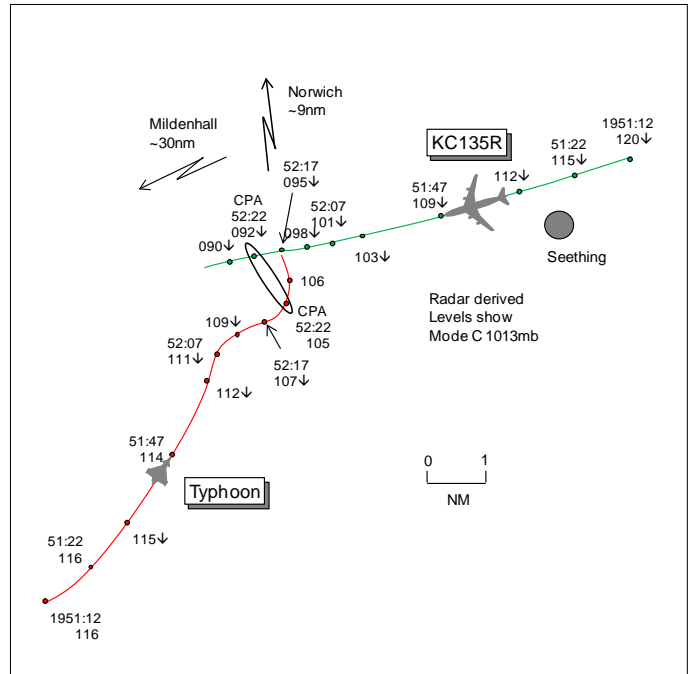 Norwich
~9nm
Mildenhall
~30nm
KC135R
1951:12
120↓
51:22
115↓
112↓
51:47
109↓
52:17
095↓
52:07
101↓
CPA
52:22
092↓
098↓
090↓
103↓
Seething
106
CPA
52:22
105
Radar derived
Levels show
Mode C 1013mb
109↓
52:07
111↓
52:17
107↓
112↓
51:47
114
0 1
NM
Typhoon
115↓
51:22
116
1951:12
116